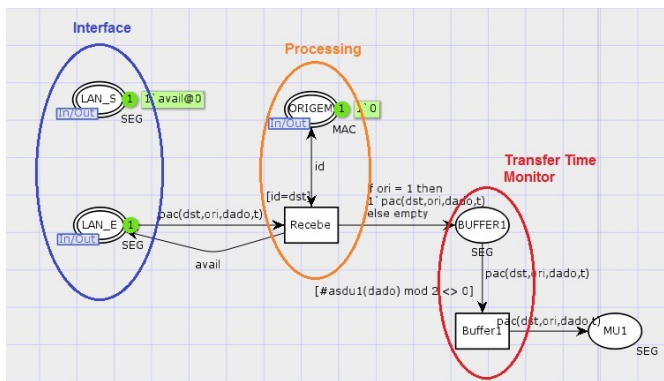 Interface
Processing
LAN_S
1
1`avail@0
In/Out
SEG
ORIGEM
1
1`0
In/Out
MAC
id
Transfer Time
Monitor
if ori = 1 then
1`pac(dst,ori,dado,t)
else empty
[id=dst]
LAN_E
1
pac(dst,ori,dado,t)
Recebe
BUFFER1
In/Out
SEG
SEG
avail
pac(dst,ori,dado,t)
[#asdu1(dado) mod 2 <> 0]
pac(dst,ori,dado,t)
Buffer1
MU1
SEG